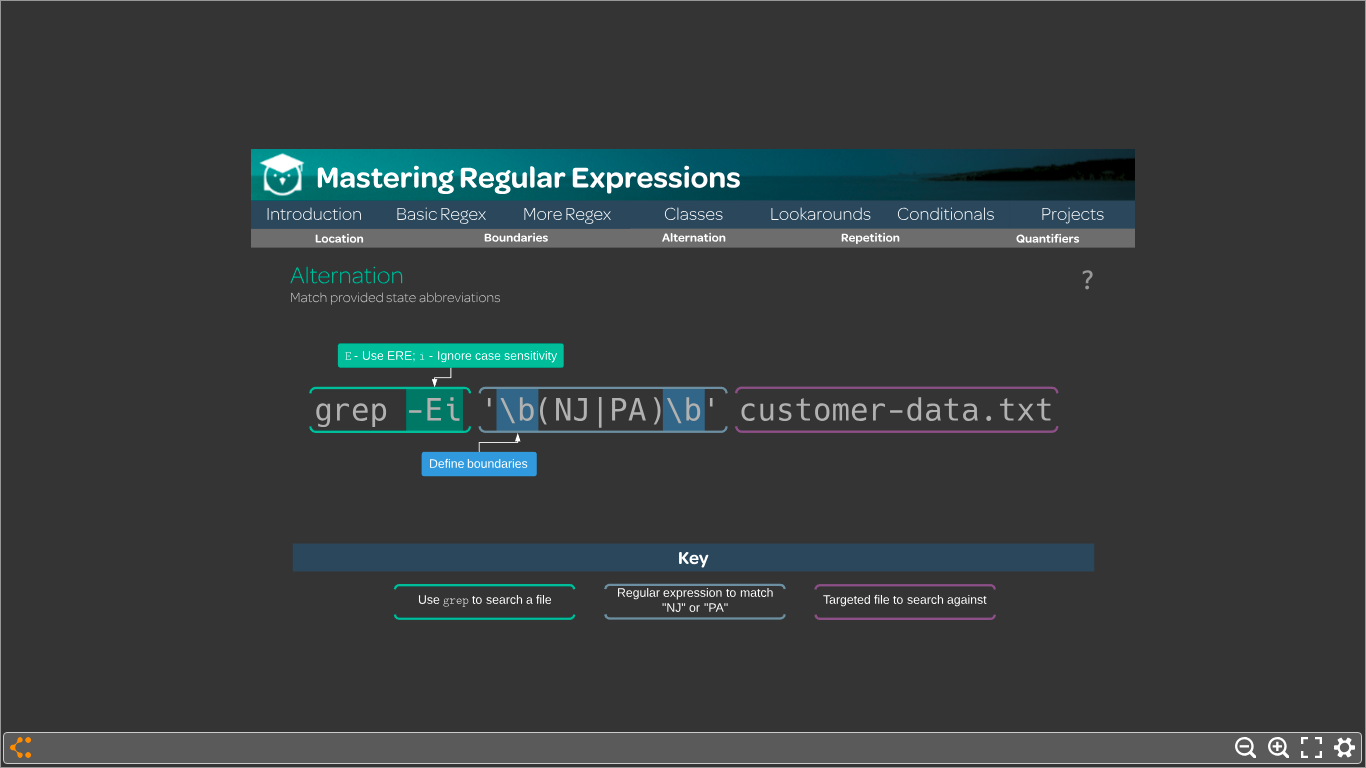 Mastering Regular Expressions
Introduction Basic Regex More Regex Classes Lookarounds Conditionals Projects
Location Boundaries Alternation Repetition Quantifiers
Alternation
?
Match provided state abbreviations
E - Use ERE; i - Ignore case sensitivity
grep -Ei '\b(NJ|PA)\b' customer-data.txt
Define boundaries
Key
Use grep to search a file
Regular expression to match
"NJ" or "PA"
Targeted file to search against